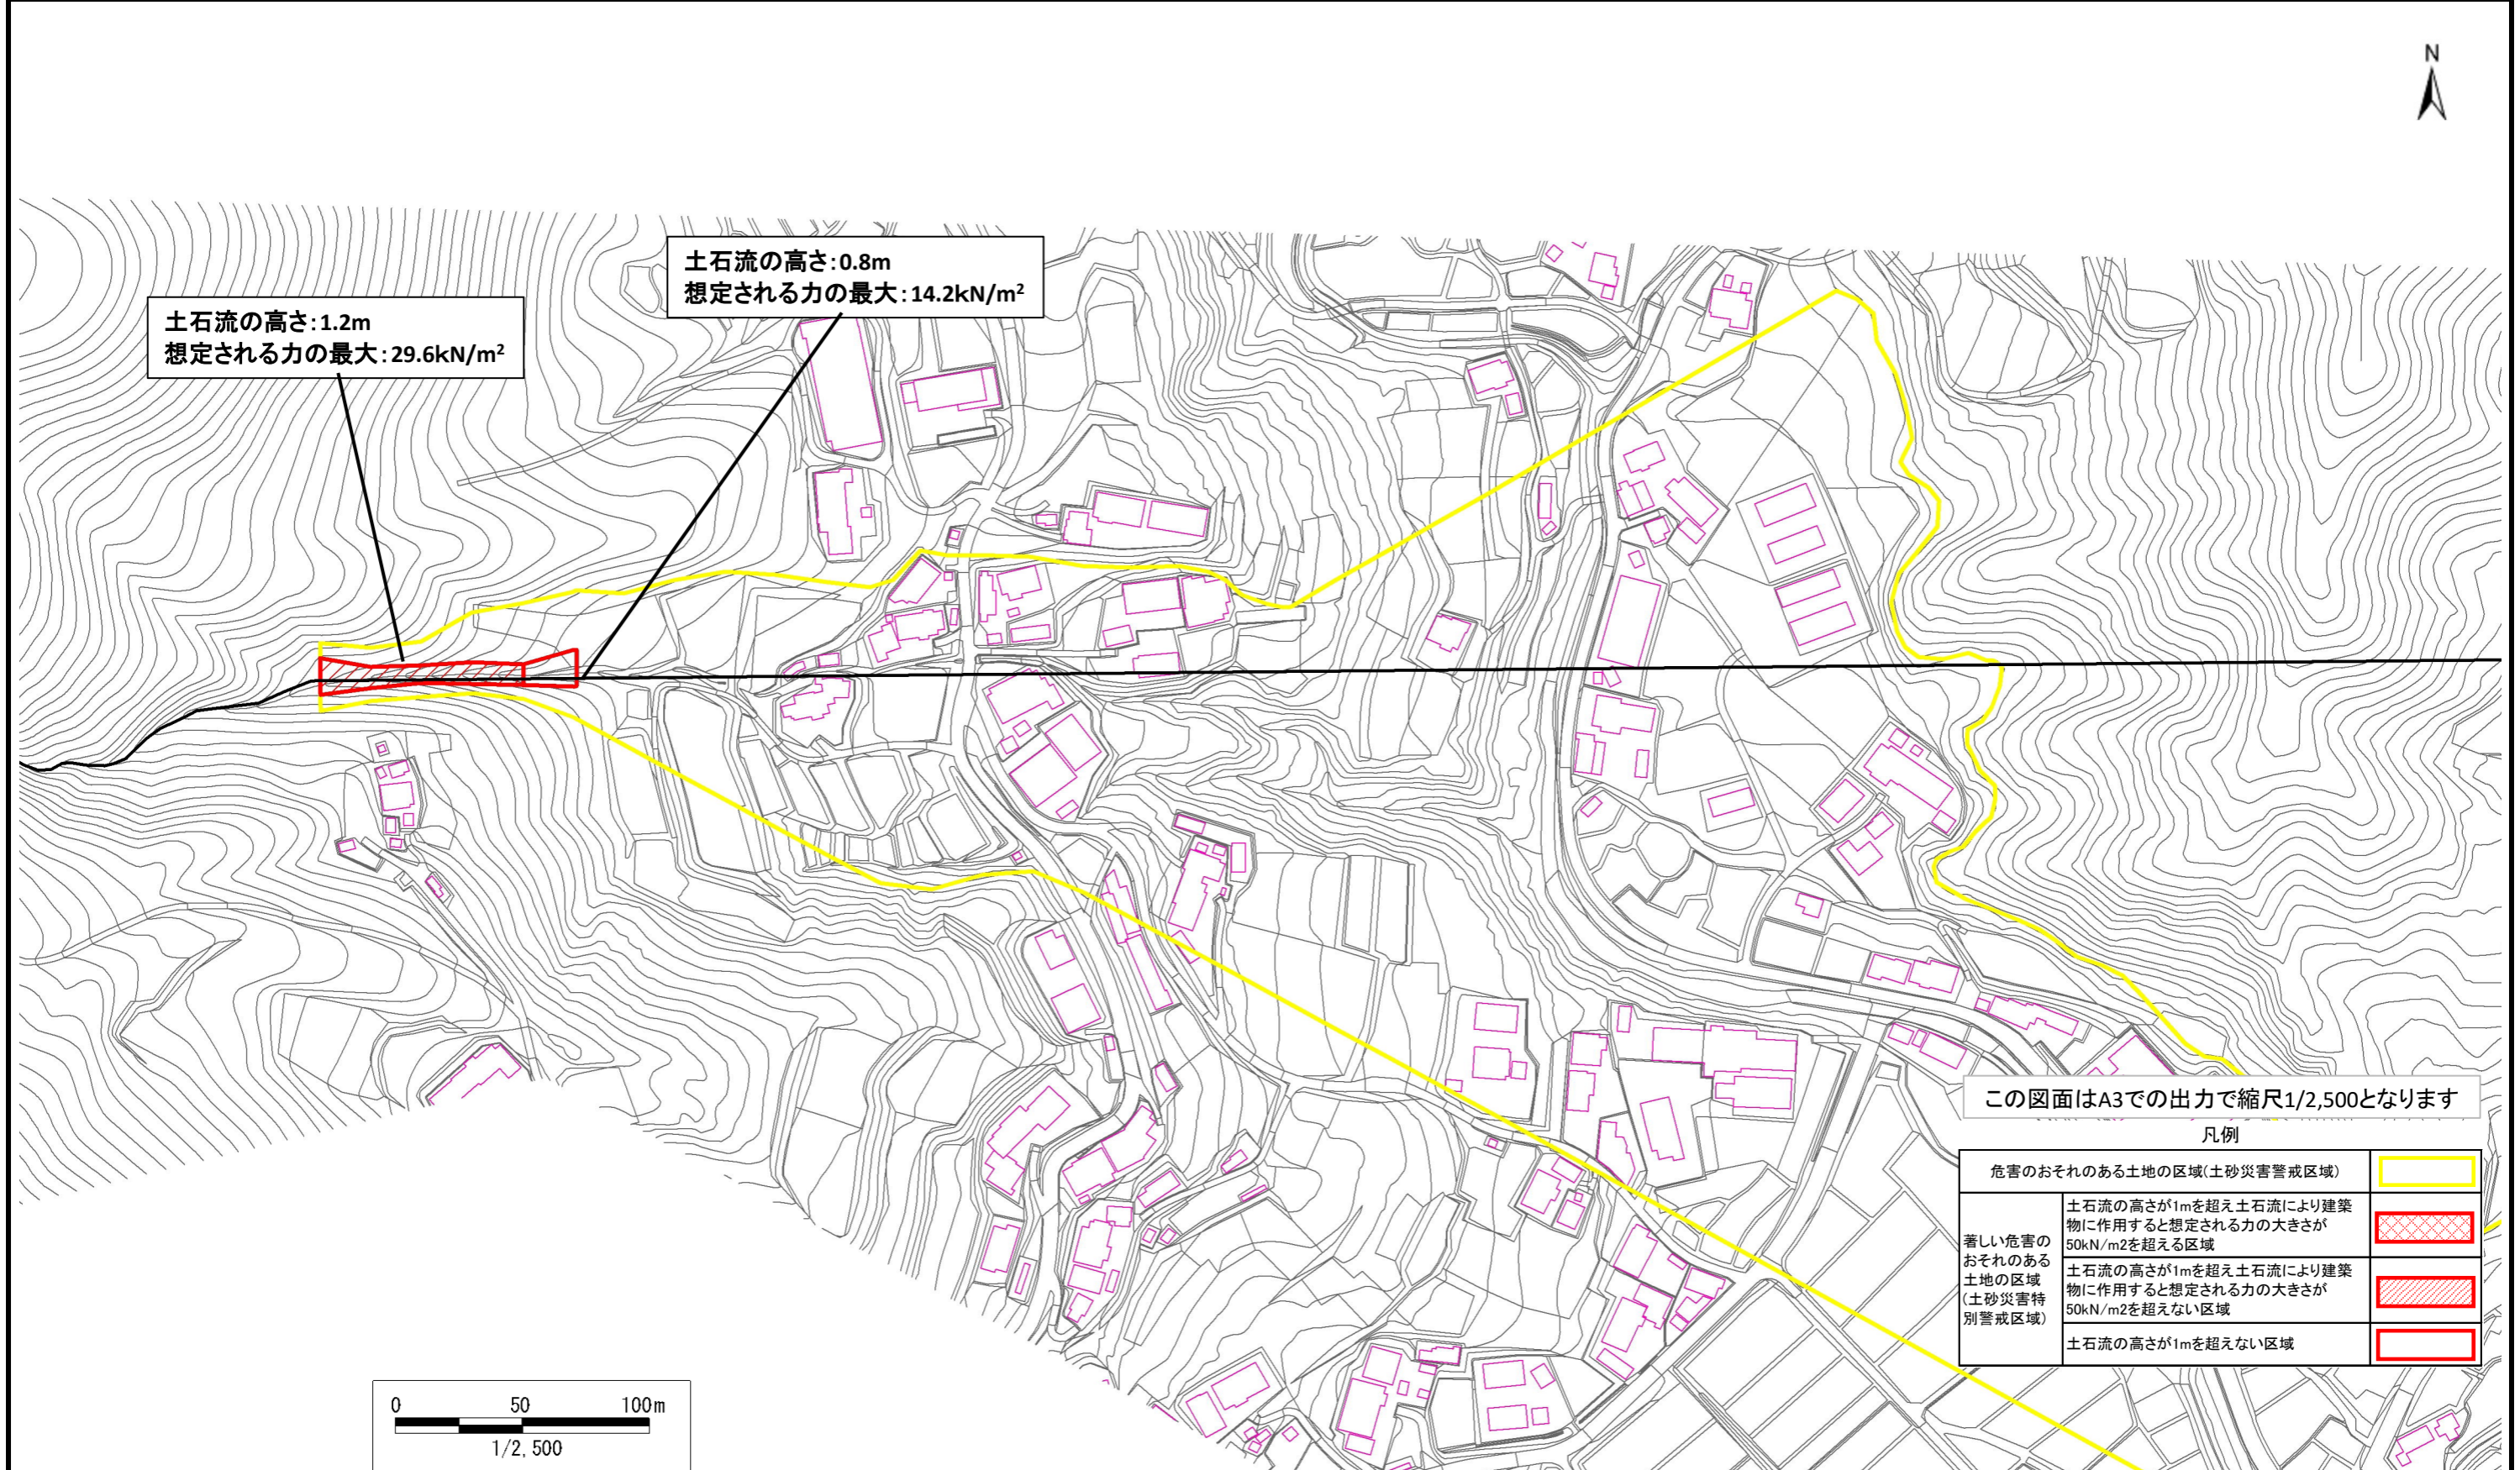 N
土石流の高さ:0.8m
想定される力の最大:14.2kN/m²
土石流の高さ:1.2m
想定される力の最大:29.6kN/m²
この図面はA3での出力で縮尺1/2,500となります
凡例
危害のおそれのある土地の区域(土砂災害警戒区域)
著しい危害の
おそれのある
土地の区域
(土砂災害特
別警戒区域)
土石流の高さが1mを超え土石流により建築
物に作用すると想定される力の大きさが
50kN/m2を超える区域
土石流の高さが1mを超え土石流により建築
物に作用すると想定される力の大きさが
50kN/m2を超えない区域
土石流の高さが1mを超えない区域
0 50 100m
1/2,500